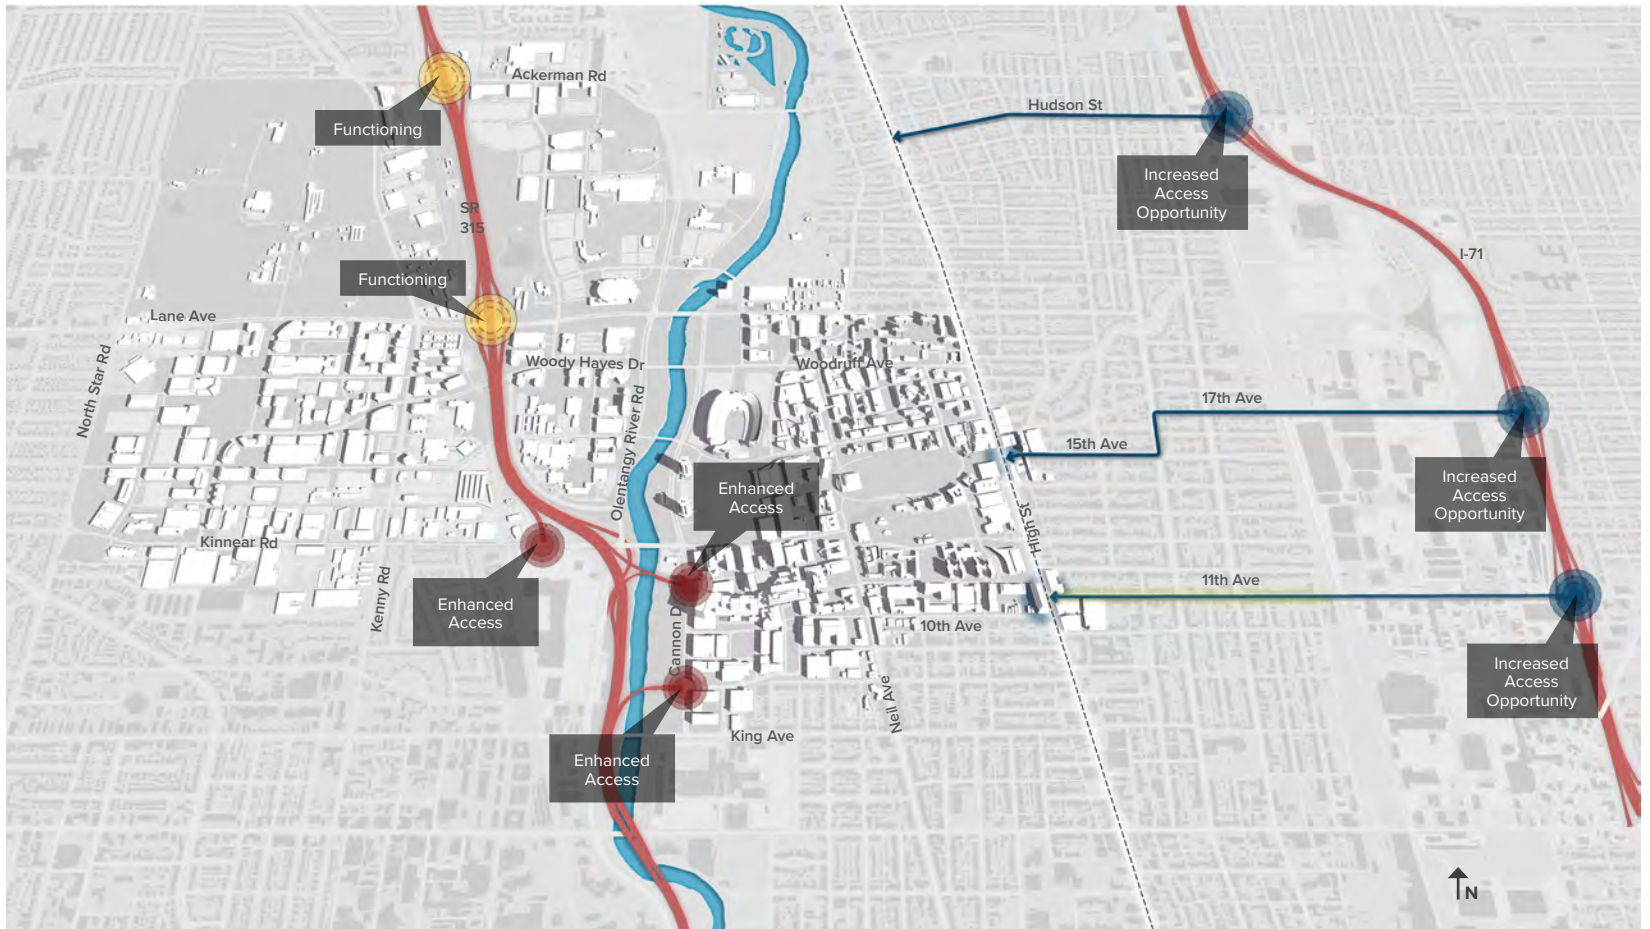 Ackerman Rd
Functioning
Hudson St
Increased
Access
Opportunity
SR
315
I-71
Functioning
Lane Ave
North Star Rd
Woody Hayes Dr
Woodruff Ave
Olentangy River Rd
17th Ave
15th Ave
Enhanced
Access
Increased
Access
Opportunity
High St
Kinnear Rd
Kenny Rd
Enhanced
Access
Cannon Dr
11th Ave
10th Ave
Increased
Access
Opportunity
Neil Ave
King Ave
Enhanced
Access
N